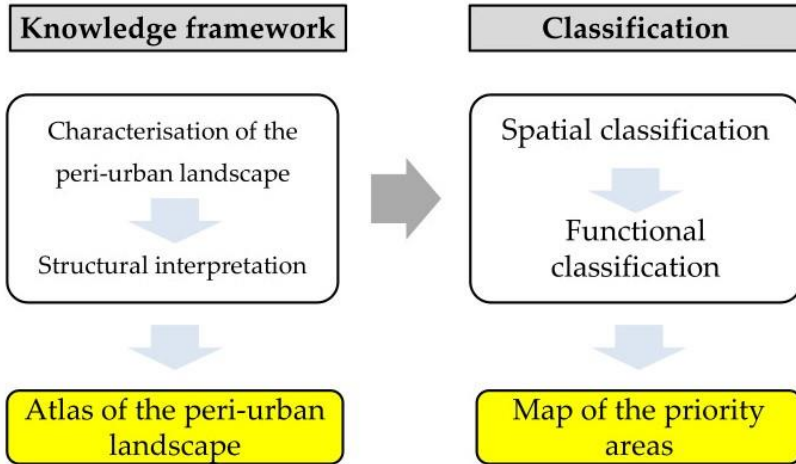 Knowledge framework
Characterisation of the
peri-urban landscape
Structural interpretation
Atlas of the peri-urban
landscape
Classification
Spatial classification
Functional
classification
Map of the priority
areas